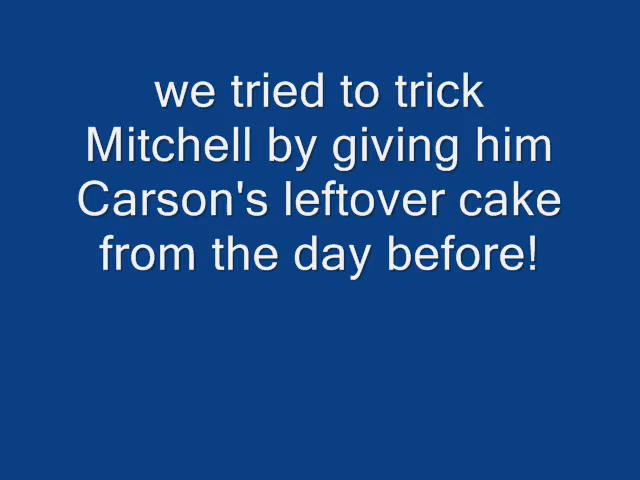 we tried to trick
Mitchell by giving him
Carson's leftover cake
from the day before!